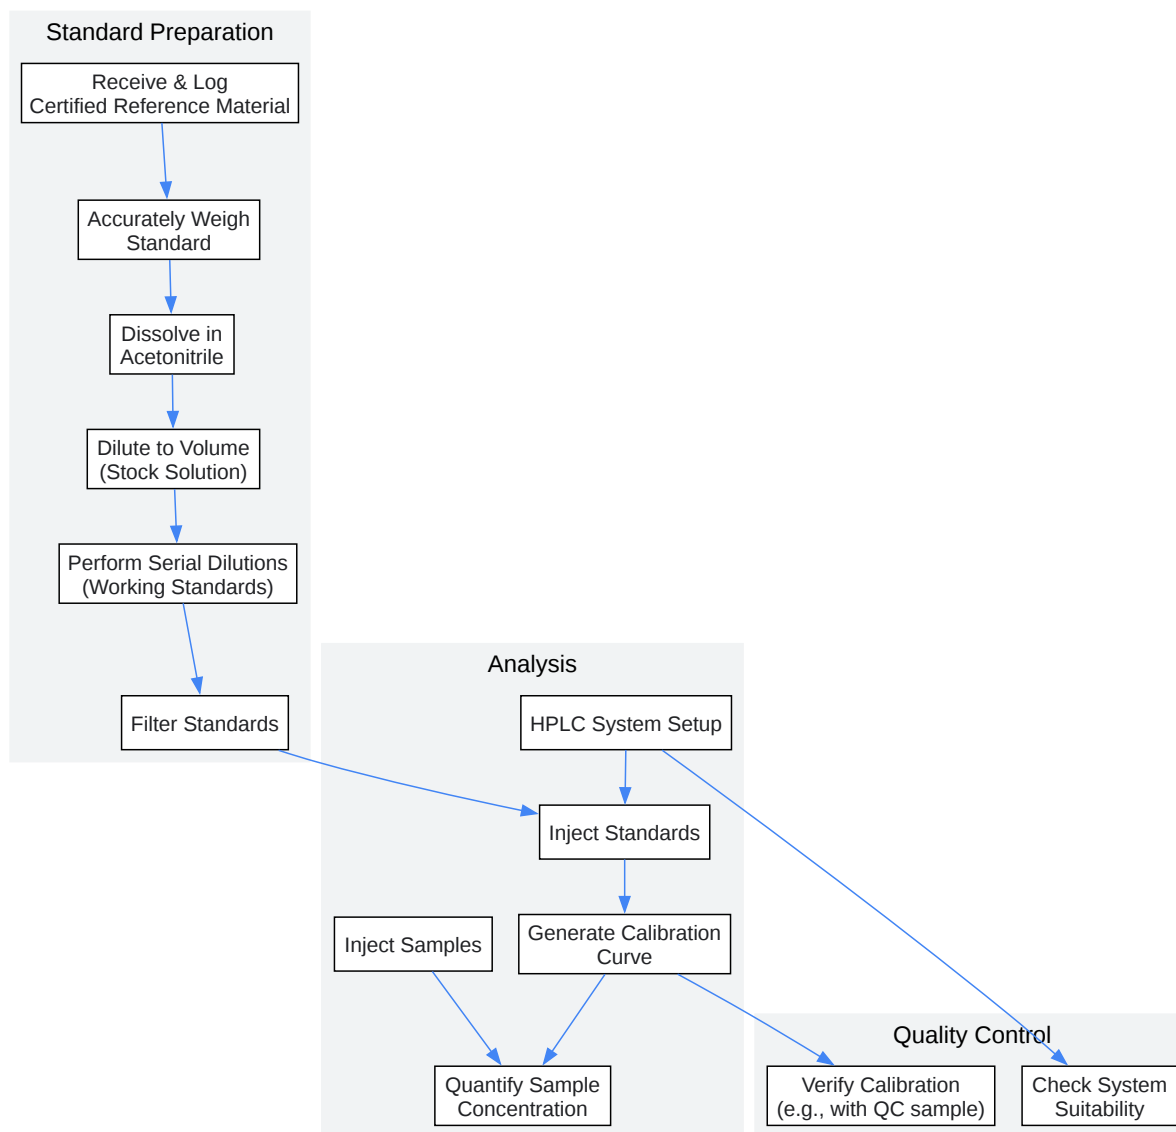 Standard Preparation
Receive & Log
Certified Reference Material
Accurately Weigh
Standard
Dissolve in
Acetonitrile
Dilute to Volume
(Stock Solution)
Perform Serial Dilutions
(Working Standards)
Filter Standards
Analysis
HPLC System Setup
Inject Standards
Inject Samples
Generate Calibration
Curve
Quantify Sample
Concentration
Quality Control
Verify Calibration
(e.g., with QC sample)
Check System
Suitability